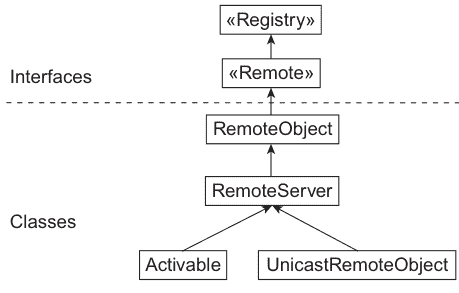 «Registry»
Interfaces
«Remote»
RemoteObject
RemoteServer
Classes
Activable
UnicastRemoteObject